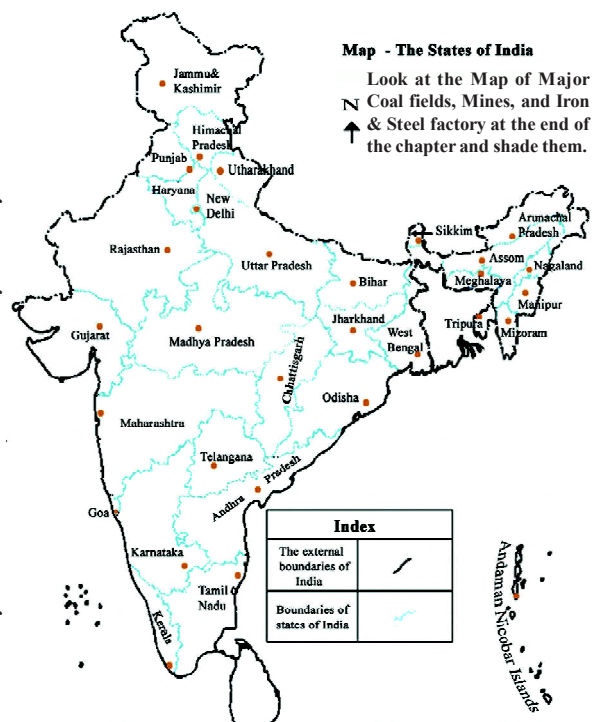 Map - The States of India
Look at the Map of Major
N Coal fields, Mines, and Iron
& Steel factory at the end of
the chapter and shade them.
Jammu&
Kashimir
Himachal
Pradesh
Punjab
Utharakhand
Haryana
New
Delhi
Rajasthan
Uttar Pradesh
Sikkim
Arunachal
Pradesh
Assom
Nagaland
Meghalaya
Manipur
Bihar
Tripura
Mizoram
Jharkhand
West
Bengal
Gujarat
Madhya Pradesh
Chhattisgarh
Odisha
Maharashtra
Telangana
Andhra Pradesh
Goa
Karnataka
Tamil
Nadu
Kerala
Index
The external
boundaries of
India
Boundaries of
states of India
Andaman Nicobar Islands